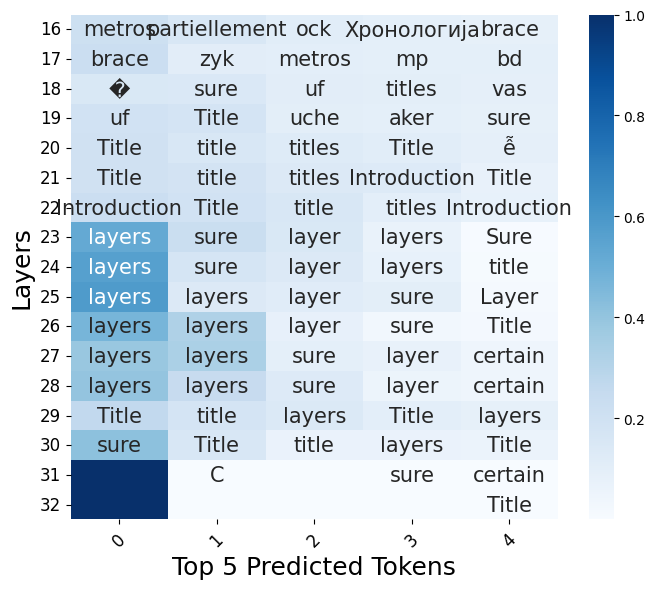 16 metros partiellement ock Хронологија brace 1.0
17 brace zyk metros mp bd
18 � sure uf titles vas
19 uf Title uche aker sure 0.8
20 Title title titles Title ễ
21 Title title titles Introduction Title
22 Introduction Title title titles Introduction
23 layers sure layer layers Sure 0.6
24 layers sure layer layers title
25 layers layers layer sure Layer
26 layers layers layer sure Title 0.4
27 layers layers sure layer certain
28 layers layers sure layer certain
29 Title title layers Title layers 0.2
30 sure Title title layers Title
31 C sure certain
32 Title
0 1 2 3 4
Top 5 Predicted Tokens
Layers